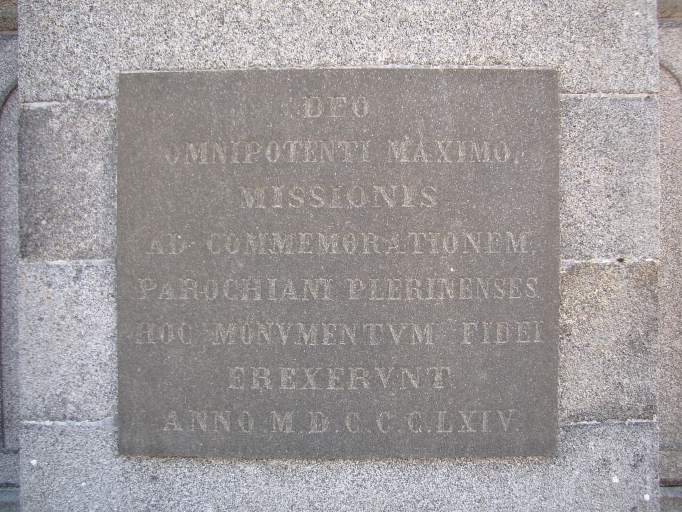 DEO
OMNIPOTENTI MAXIMO,
MISSIONIS
AD COMMEMORATIONEM
PAROCHIANI PLERINENSES
HOC MONVMENTVM FIDEI
EREXERVNT
ANNO M.D.C.C.C.LXIV.